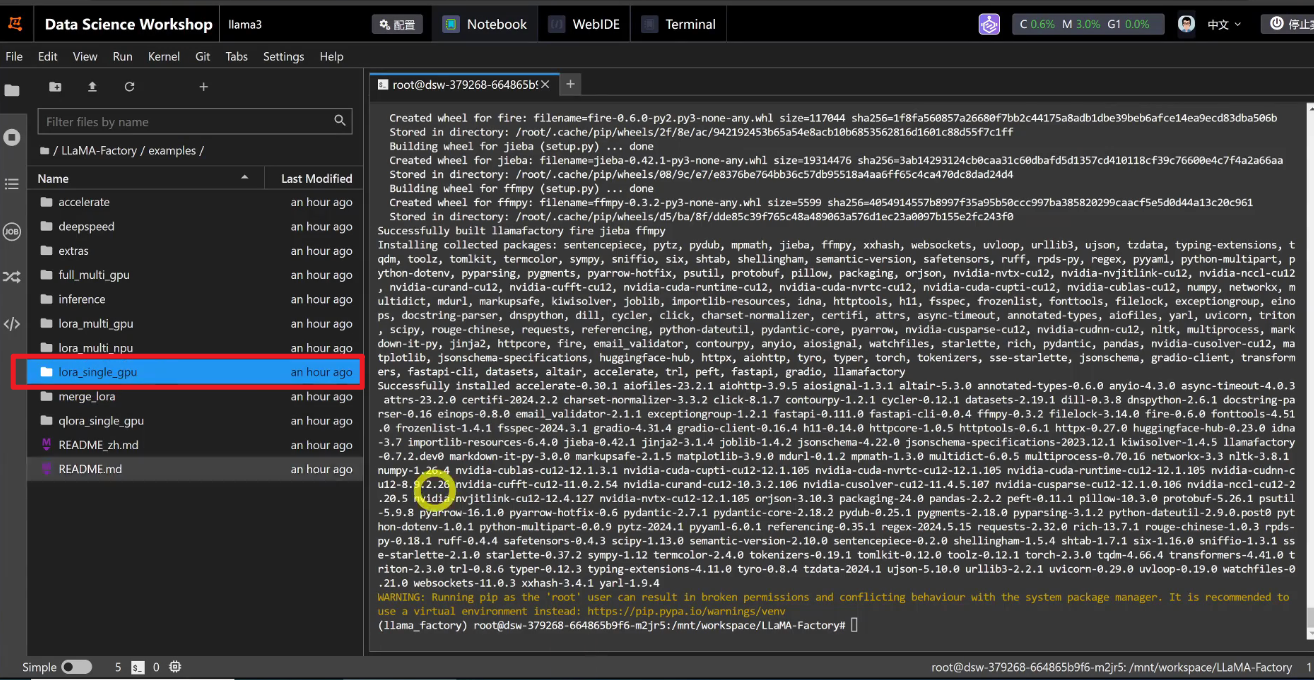 Data Science Workshop
llama3
配置
Notebook
WebIDE
Terminal
C 0.6% M 3.0% G1 0.0%
中文
File Edit View Run Kernel Git Tabs Settings Help
root@dsw-379268-664865b9
Filter files by name
/ LLaMA-Factory / examples /
Name Last Modified
accelerate an hour ago
deepspeed an hour ago
extras an hour ago
full_multi_gpu an hour ago
inference an hour ago
lora_multi_gpu an hour ago
lora_multi_npu an hour ago
lora_single_gpu an hour ago
merge_lora an hour ago
qlora_single_gpu an hour ago
README_zh.md an hour ago
README.md an hour ago
JOB
Created wheel for fire: filename=fire-0.6.0-py2.py3-none-any.whl size=117044 sha256=1f8fa560857a26680f7bb2c44175a8adb1dbe39beb6afce14ea9ecd83dba506b
Stored in directory: /root/.cache/pip/wheels/2f/8e/ac/942192453b65a54e8acb10b6853562816d1601c88d55f7c1ff
Building wheel for jieba (setup.py) ... done
Created wheel for jieba: filename=jieba-0.42.1-py3-none-any.whl size=19314476 sha256=3ab14293124cb0caa31c60dbafd5d1357cd410118cf39c76600e4c7f4a2a66aa
Stored in directory: /root/.cache/pip/wheels/08/c9/e7/e8376be764bb36c57db95518a4aa6ff65c4ca470dc8dad24d4
Building wheel for ffmpy (setup.py) ... done
Created wheel for ffmpy: filename=ffmpy-0.3.2-py3-none-any.whl size=5599 sha256=4054914557b8997f35a95b50ccc997ba385820299caacf5e5d0d44a13c20c961
Stored in directory: /root/.cache/pip/wheels/d5/ba/8f/dde85c39f765c48a489063a576d1ec23a0097b155e2fc243f0
Successfully built llamafactory fire jieba ffmpy
Installing collected packages: sentencepiece, pytz, pydub, mpmath, jieba, ffmpy, xxhash, websockets, uvloop, urllib3, ujson, tzdata, typing-extensions, t
qdm, toolz, tomlkit, termcolor, sympy, sniffio, six, shtab, shellingham, semantic-version, safetensors, ruff, rpds-py, regex, pyyaml, python-multipart, p
ython-dotenv, pyparsing, pygments, pyarrow-hotfix, psutil, protobuf, pillow, packaging, orjson, nvidia-nvtx-cu12, nvidia-nvjitlink-cu12, nvidia-nccl-cu12
, nvidia-curand-cu12, nvidia-cufft-cu12, nvidia-cuda-runtime-cu12, nvidia-cuda-nvrtc-cu12, nvidia-cuda-cupti-cu12, nvidia-cublas-cu12, numpy, networkx, m
ultidict, mdurl, markupsafe, kiwisolver, joblib, importlib-resources, idna, httptools, h11, fsspec, frozenlist, fonttools, filelock, exceptiongroup, eino
ps, docstring-parser, dnspython, dill, cycler, click, charset-normalizer, certifi, attrs, async-timeout, annotated-types, aiofiles, yarl, uvicorn, triton
, scipy, rouge-chinese, requests, referencing, python-dateutil, pydantic-core, pyarrow, nvidia-cusparse-cu12, nvidia-cudnn-cu12, nltk, multiprocess, mark
down-it-py, jinja2, httpcore, fire, email_validator, contourpy, anyio, aiosignal, watchfiles, starlette, rich, pydantic, pandas, nvidia-cusolver-cu12, ma
tplotlib, jsonschema-specifications, huggingface-hub, httpx, aiohttp, tyro, typer, torch, tokenizers, sse-starlette, jsonschema, gradio-client, transform
ers, fastapi-cli, datasets, altair, accelerate, trl, peft, fastapi, gradio, llamafactory
Successfully installed accelerate-0.30.1 aiofiles-23.2.1 aiohttp-3.9.5 aiosignal-1.3.1 altair-5.3.0 annotated-types-0.6.0 anyio-4.3.0 async-timeout-4.0.3
attrs-23.2.0 certifi-2024.2.2 charset-normalizer-3.3.2 click-8.1.7 contourpy-1.2.1 cycler-0.12.1 datasets-2.19.1 dill-0.3.8 dnspython-2.6.1 docstring-pa
rser-0.16 einops-0.8.0 email_validator-2.1.1 exceptiongroup-1.2.1 fastapi-0.111.0 fastapi-cli-0.0.4 ffmpy-0.3.2 filelock-3.14.0 fire-0.6.0 fonttools-4.51
.0 frozenlist-1.4.1 fsspec-2024.3.1 gradio-4.31.4 gradio-client-0.16.4 h11-0.14.0 httpcore-1.0.5 httptools-0.6.1 httpx-0.27.0 huggingface-hub-0.23.0 idna
-3.7 importlib-resources-6.4.0 jieba-0.42.1 jinja2-3.1.4 joblib-1.4.2 jsonschema-4.22.0 jsonschema-specifications-2023.12.1 kiwisolver-1.4.5 llamafactory
-0.7.2.dev0 markdown-it-py-3.0.0 markupsafe-2.1.5 matplotlib-3.9.0 mdurl-0.1.2 mpmath-1.3.0 multidict-6.0.5 multiprocess-0.70.16 networkx-3.3 nltk-3.8.1
numpy-1.26.4 nvidia-cublas-cu12-12.1.3.1 nvidia-cuda-cupti-cu12-12.1.105 nvidia-cuda-nvrtc-cu12-12.1.105 nvidia-cuda-runtime-cu12-12.1.105 nvidia-cudnn-c
u12-8.9.2.26 nvidia-cufft-cu12-11.0.2.54 nvidia-curand-cu12-10.3.2.106 nvidia-cusolver-cu12-11.4.5.107 nvidia-cusparse-cu12-12.1.0.106 nvidia-nccl-cu12-2
.20.5 nvidia-nvjitlink-cu12-12.4.127 nvidia-nvtx-cu12-12.1.105 orjson-3.10.3 packaging-24.0 pandas-2.2.2 peft-0.11.1 pillow-10.3.0 protobuf-5.26.1 psutil
-5.9.8 pyarrow-16.1.0 pyarrow-hotfix-0.6 pydantic-2.7.1 pydantic-core-2.18.2 pydub-0.25.1 pygments-2.18.0 pyparsing-3.1.2 python-dateutil-2.9.0.post0 pyt
hon-dotenv-1.0.1 python-multipart-0.0.9 pytz-2024.1 pyyaml-6.0.1 referencing-0.35.1 regex-2024.5.15 requests-2.32.0 rich-13.7.1 rouge-chinese-1.0.3 rpds-
py-0.18.1 ruff-0.4.4 safetensors-0.4.3 scipy-1.13.0 semantic-version-2.10.0 sentencepiece-0.2.0 shellingham-1.5.4 shtab-1.7.1 six-1.16.0 sniffio-1.3.1 ss
e-starlette-2.1.0 starlette-0.37.2 sympy-1.12 termcolor-2.4.0 tokenizers-0.19.1 tomlkit-0.12.0 toolz-0.12.1 torch-2.3.0 tqdm-4.66.4 transformers-4.41.0 t
riton-2.3.0 trl-0.8.6 typer-0.12.3 typing-extensions-4.11.0 tyro-0.8.4 tzdata-2024.1 ujson-5.10.0 urllib3-2.2.1 uvicorn-0.29.0 uvloop-0.19.0 watchfiles-0
.21.0 websockets-11.0.3 xxhash-3.4.1 yarl-1.9.4
WARNING: Running pip as the 'root' user can result in broken permissions and conflicting behaviour with the system package manager. It is recommended to
use a virtual environment instead: https://pip.pypa.io/warnings/venv
(llama_factory) root@dsw-379268-664865b9f6-m2jr5:/mnt/workspace/LLaMA-Factory#
Simple 5 0
root@dsw-379268-664865b9f6-m2jr5: /mnt/workspace/LLaMA-Factory 1